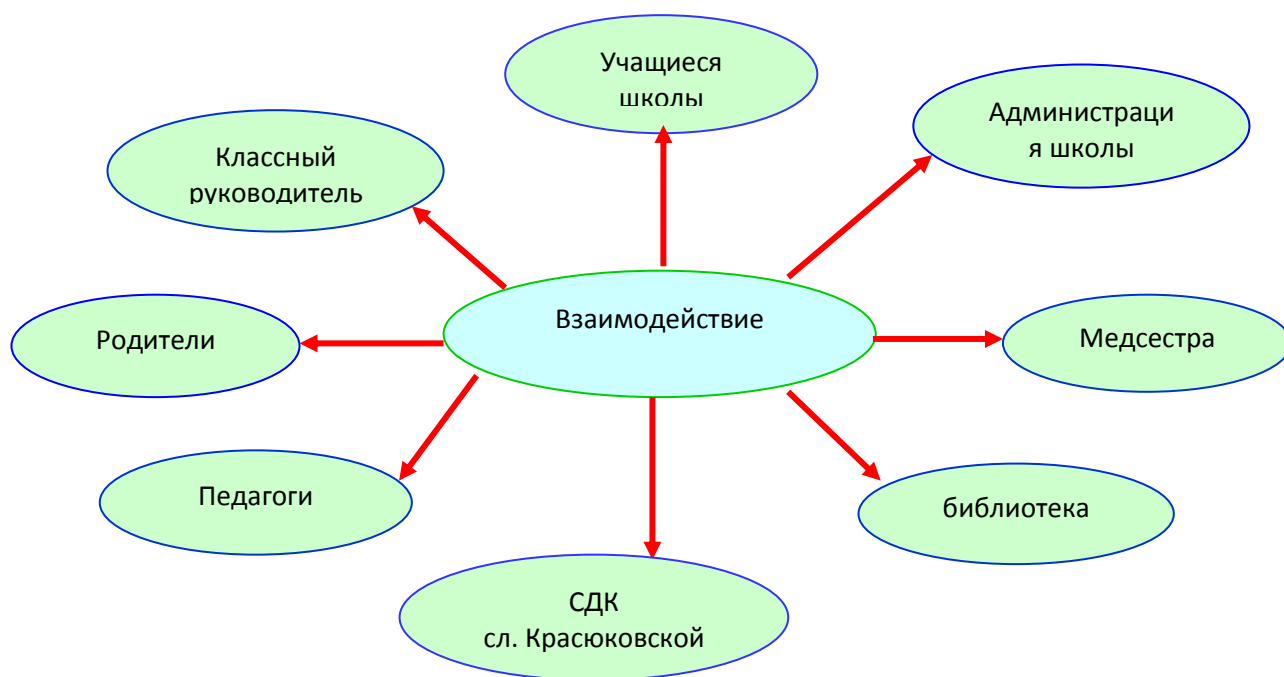 Учащиеся
школы
Администраци
я школы
Классный
руководитель
Взаимодействие
Родители
Медсестра
Педагоги
библиотека
СДК
сл. Красюковской